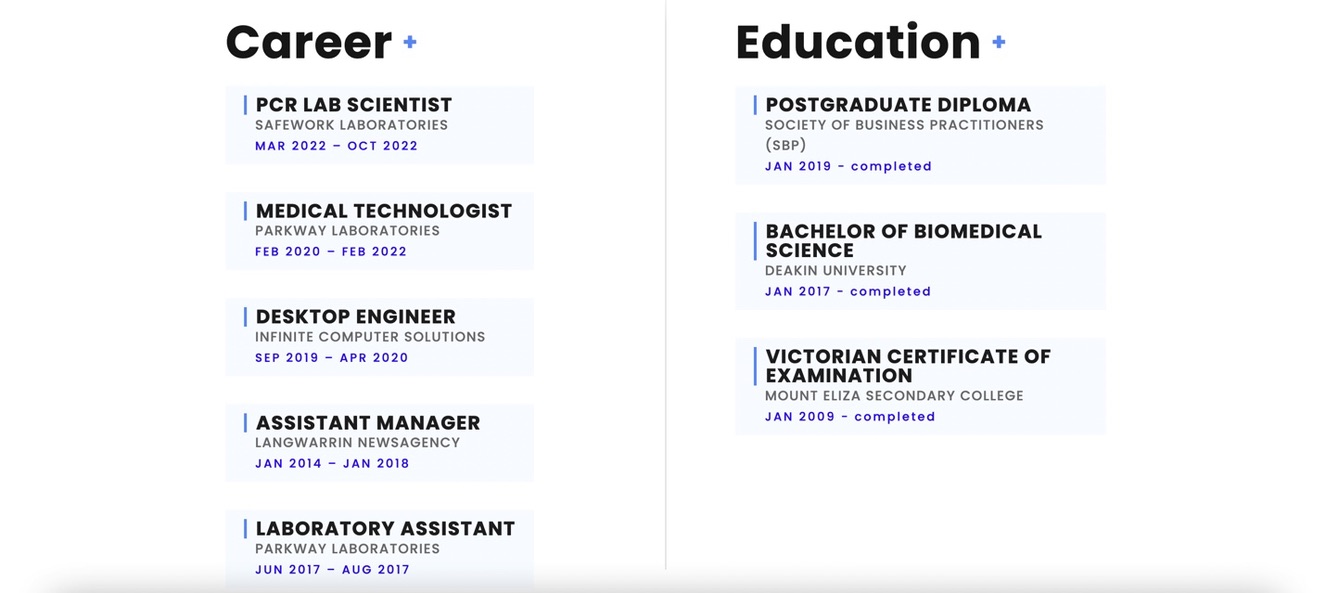 Career +
PCR LAB SCIENTIST
SAFEWORK LABORATORIES
MAR 2022 – OCT 2022
MEDICAL TECHNOLOGIST
PARKWAY LABORATORIES
FEB 2020 – FEB 2022
DESKTOP ENGINEER
INFINITE COMPUTER SOLUTIONS
SEP 2019 – APR 2020
ASSISTANT MANAGER
LANGWARRIN NEWSAGENCY
JAN 2014 – JAN 2018
LABORATORY ASSISTANT
PARKWAY LABORATORIES
JUN 2017 – AUG 2017
Education +
POSTGRADUATE DIPLOMA
SOCIETY OF BUSINESS PRACTITIONERS
(SBP)
JAN 2019 - completed
BACHELOR OF BIOMEDICAL
SCIENCE
DEAKIN UNIVERSITY
JAN 2017 - completed
VICTORIAN CERTIFICATE OF
EXAMINATION
MOUNT ELIZA SECONDARY COLLEGE
JAN 2009 - completed